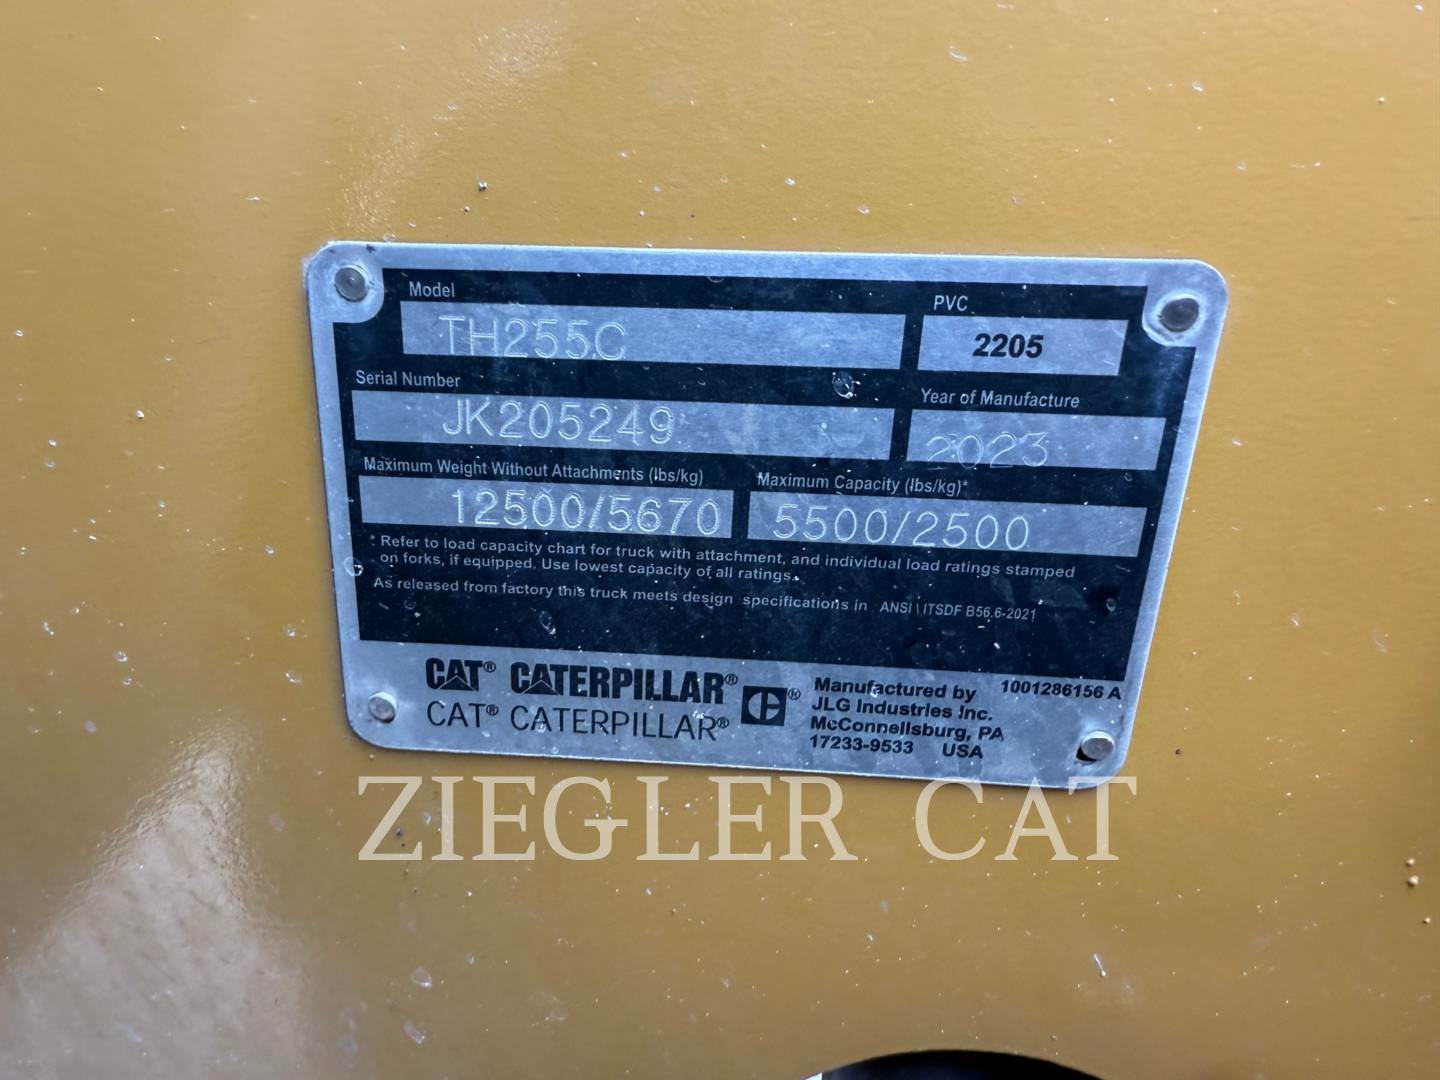 Model
TH255C
PVC
2205
Serial Number
JK205249
Year of Manufacture
2023
Maximum Weight Without Attachments (lbs/kg)
12500/5670
Maximum Capacity (lbs/kg)*
5500/2500
* Refer to load capacity chart for truck with attachment, and individual load ratings stamped
on forks, if equipped. Use lowest capacity of all ratings.
As released from factory this truck meets design specifications in ANSI \ ITSDF B56.6-2021
CAT® CATERPILLAR®
CAT® CATERPILLAR®
®
Manufactured by
JLG Industries Inc.
McConnellsburg, PA
17233-9533 USA
1001286156 A
ZIEGLER CAT